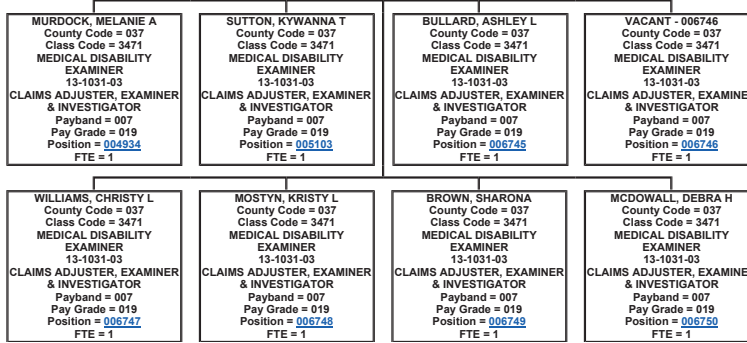 MURDOCK, MELANIE A
County Code = 037
Class Code = 3471
MEDICAL DISABILITY
EXAMINER
13-1031-03
CLAIMS ADJUSTER, EXAMINER
& INVESTIGATOR
Payband = 007
Pay Grade = 019
Position = 004934
FTE = 1
SUTTON, KYWANNA T
County Code = 037
Class Code = 3471
MEDICAL DISABILITY
EXAMINER
13-1031-03
CLAIMS ADJUSTER, EXAMINER
& INVESTIGATOR
Payband = 007
Pay Grade = 019
Position = 005103
FTE = 1
BULLARD, ASHLEY L
County Code = 037
Class Code = 3471
MEDICAL DISABILITY
EXAMINER
13-1031-03
CLAIMS ADJUSTER, EXAMINER
& INVESTIGATOR
Payband = 007
Pay Grade = 019
Position = 006745
FTE = 1
VACANT - 006746
County Code = 037
Class Code = 3471
MEDICAL DISABILITY
EXAMINER
13-1031-03
CLAIMS ADJUSTER, EXAMINE
& INVESTIGATOR
Payband = 007
Pay Grade = 019
Position = 006746
FTE = 1
WILLIAMS, CHRISTY L
County Code = 037
Class Code = 3471
MEDICAL DISABILITY
EXAMINER
13-1031-03
CLAIMS ADJUSTER, EXAMINER
& INVESTIGATOR
Payband = 007
Pay Grade = 019
Position = 006747
FTE = 1
MOSTYN, KRISTY L
County Code = 037
Class Code = 3471
MEDICAL DISABILITY
EXAMINER
13-1031-03
CLAIMS ADJUSTER, EXAMINER
& INVESTIGATOR
Payband = 007
Pay Grade = 019
Position = 006748
FTE = 1
BROWN, SHARONA
County Code = 037
Class Code = 3471
MEDICAL DISABILITY
EXAMINER
13-1031-03
CLAIMS ADJUSTER, EXAMINER
& INVESTIGATOR
Payband = 007
Pay Grade = 019
Position = 006749
FTE = 1
MCDOWALL, DEBRA H
County Code = 037
Class Code = 3471
MEDICAL DISABILITY
EXAMINER
13-1031-03
CLAIMS ADJUSTER, EXAMINE
& INVESTIGATOR
Payband = 007
Pay Grade = 019
Position = 006750
FTE = 1